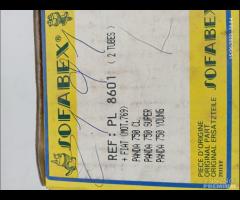 SOFABEX
REF: PL 8601 (2 TUBES)
+ FIAT (MOT.769)
PANDA 750 CL
PANDA 750 SUPER
PANDA 750 YOUNG
SOFABEX
PIECE D'ORIGINE
ORIGINAL PART
ORIGINAL ERSATZTEILE